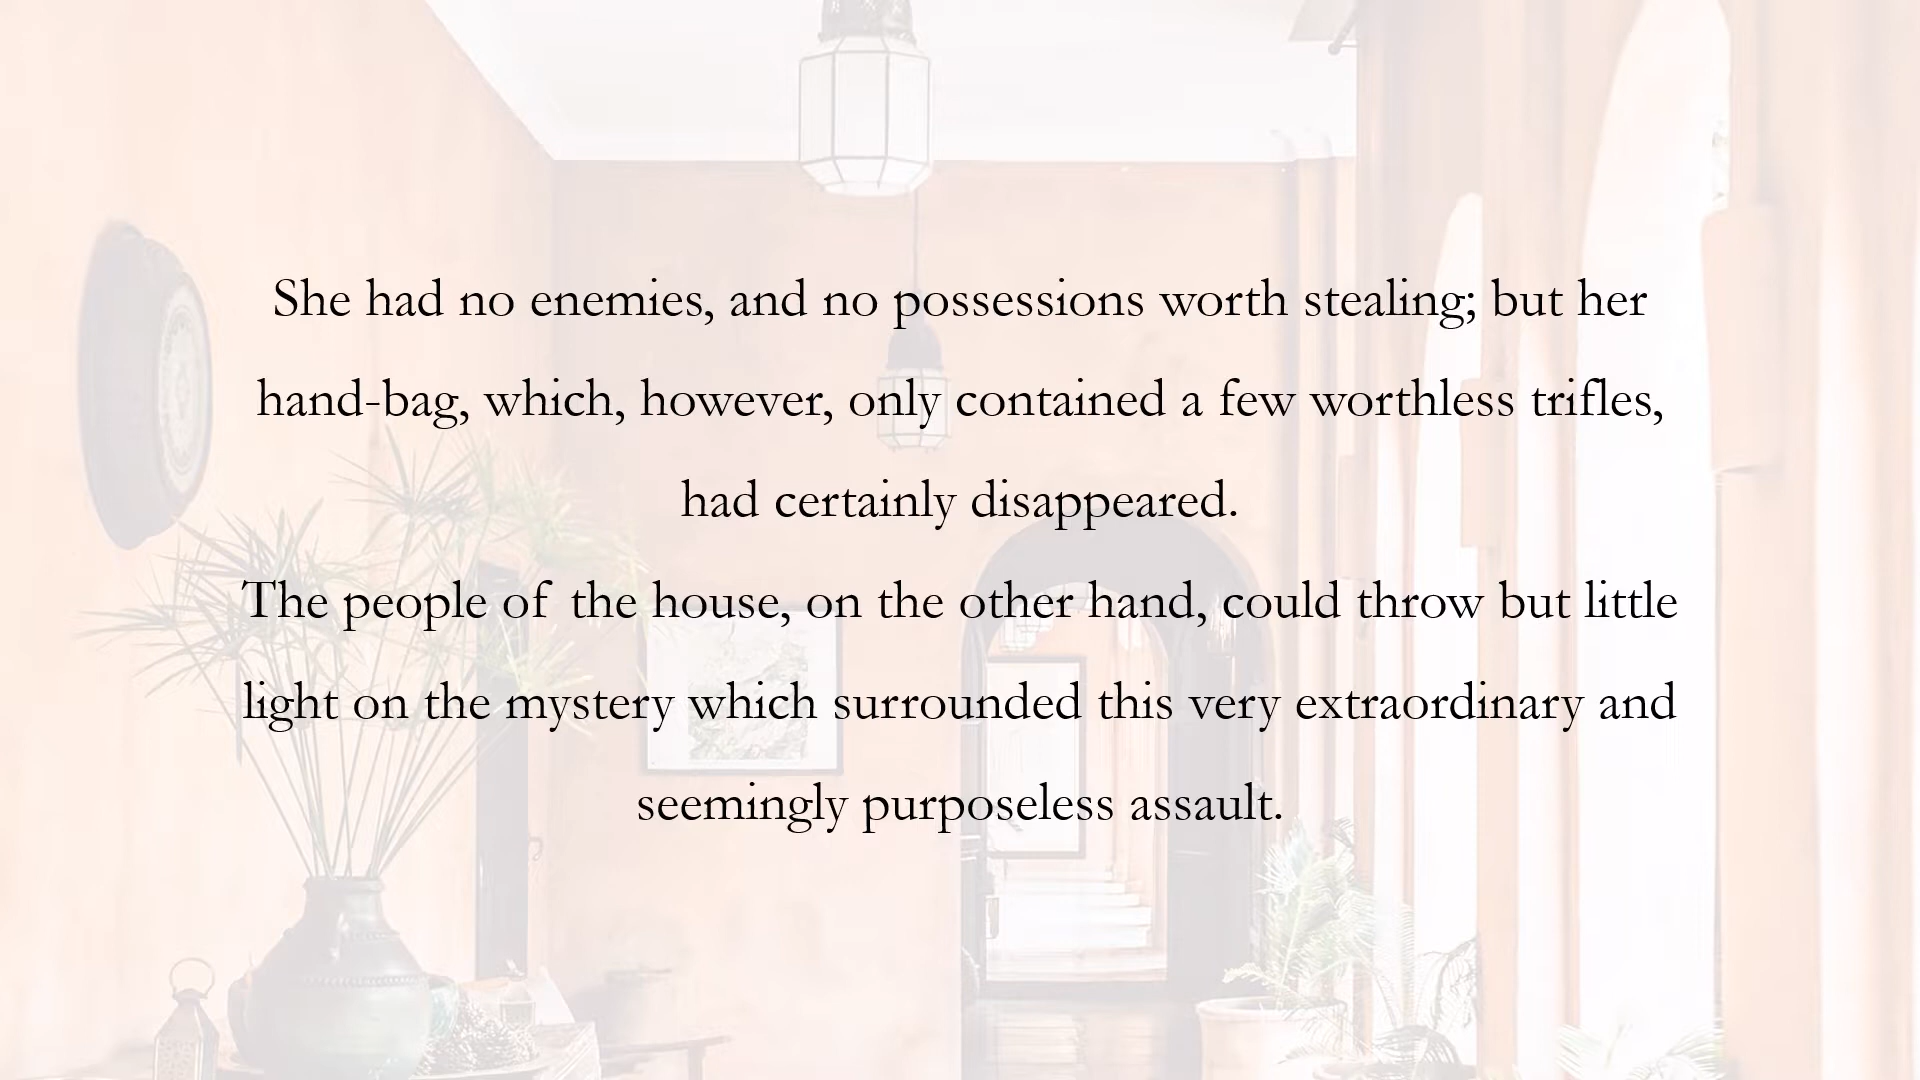 She had no enemies, and no possessions worth stealing; but her
hand-bag, which, however, only contained a few worthless trifles,
had certainly disappeared.
The people of the house, on the other hand, could throw but little
light on the mystery which surrounded this very extraordinary and
seemingly purposeless assault.